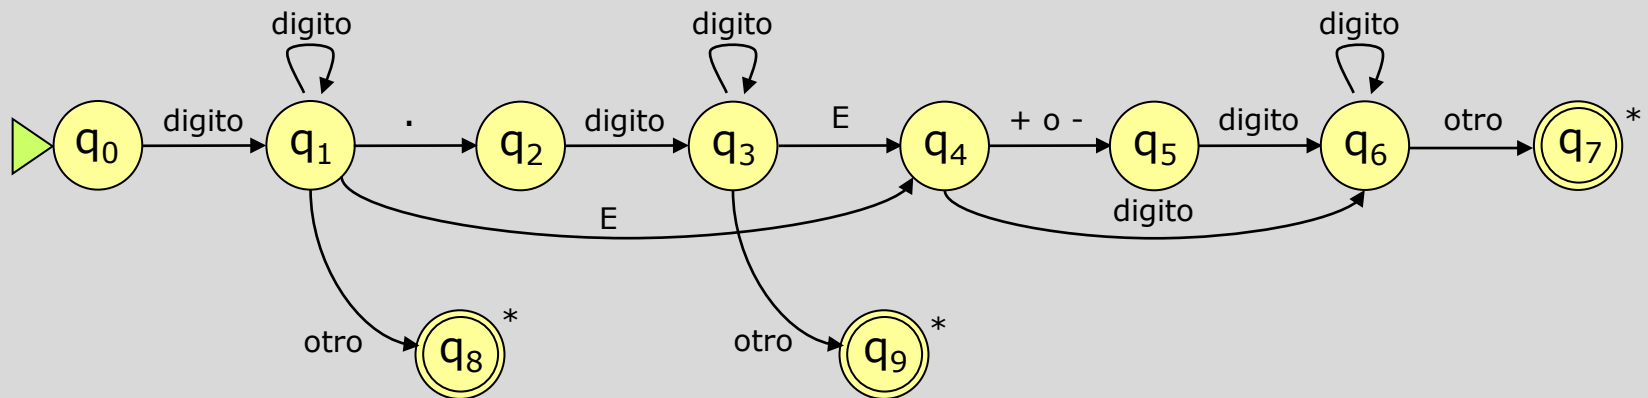 digito digito digito
q₀ digito q₁ . q₂ digito q₃ E q₄ + o - q₅ digito q₆ otro q₇ *
E digito
otro q₈ * otro q₉ *